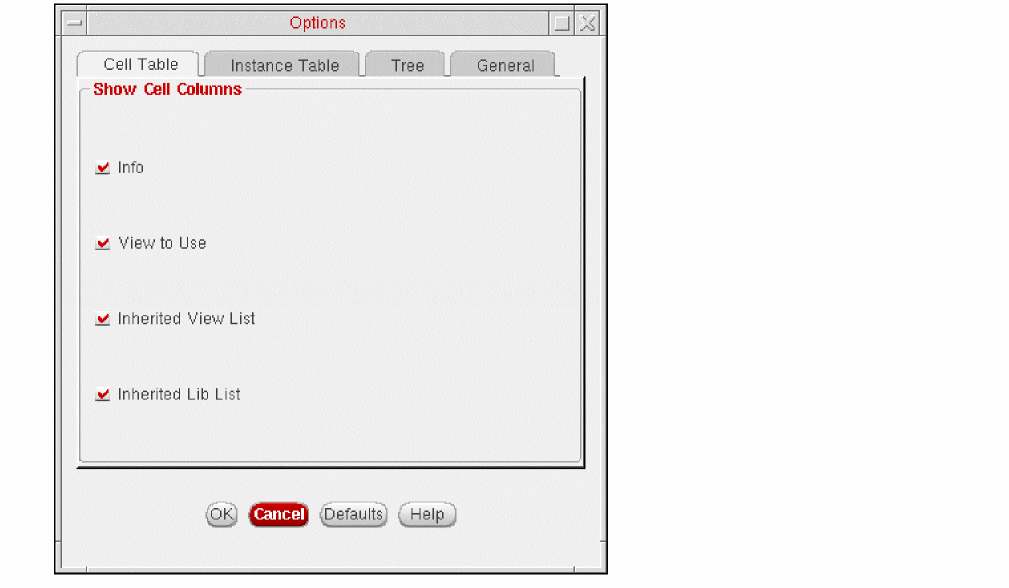 Options
Cell Table Instance Table Tree General
Show Cell Columns
Info
View to Use
Inherited View List
Inherited Lib List
OK Cancel Defaults Help